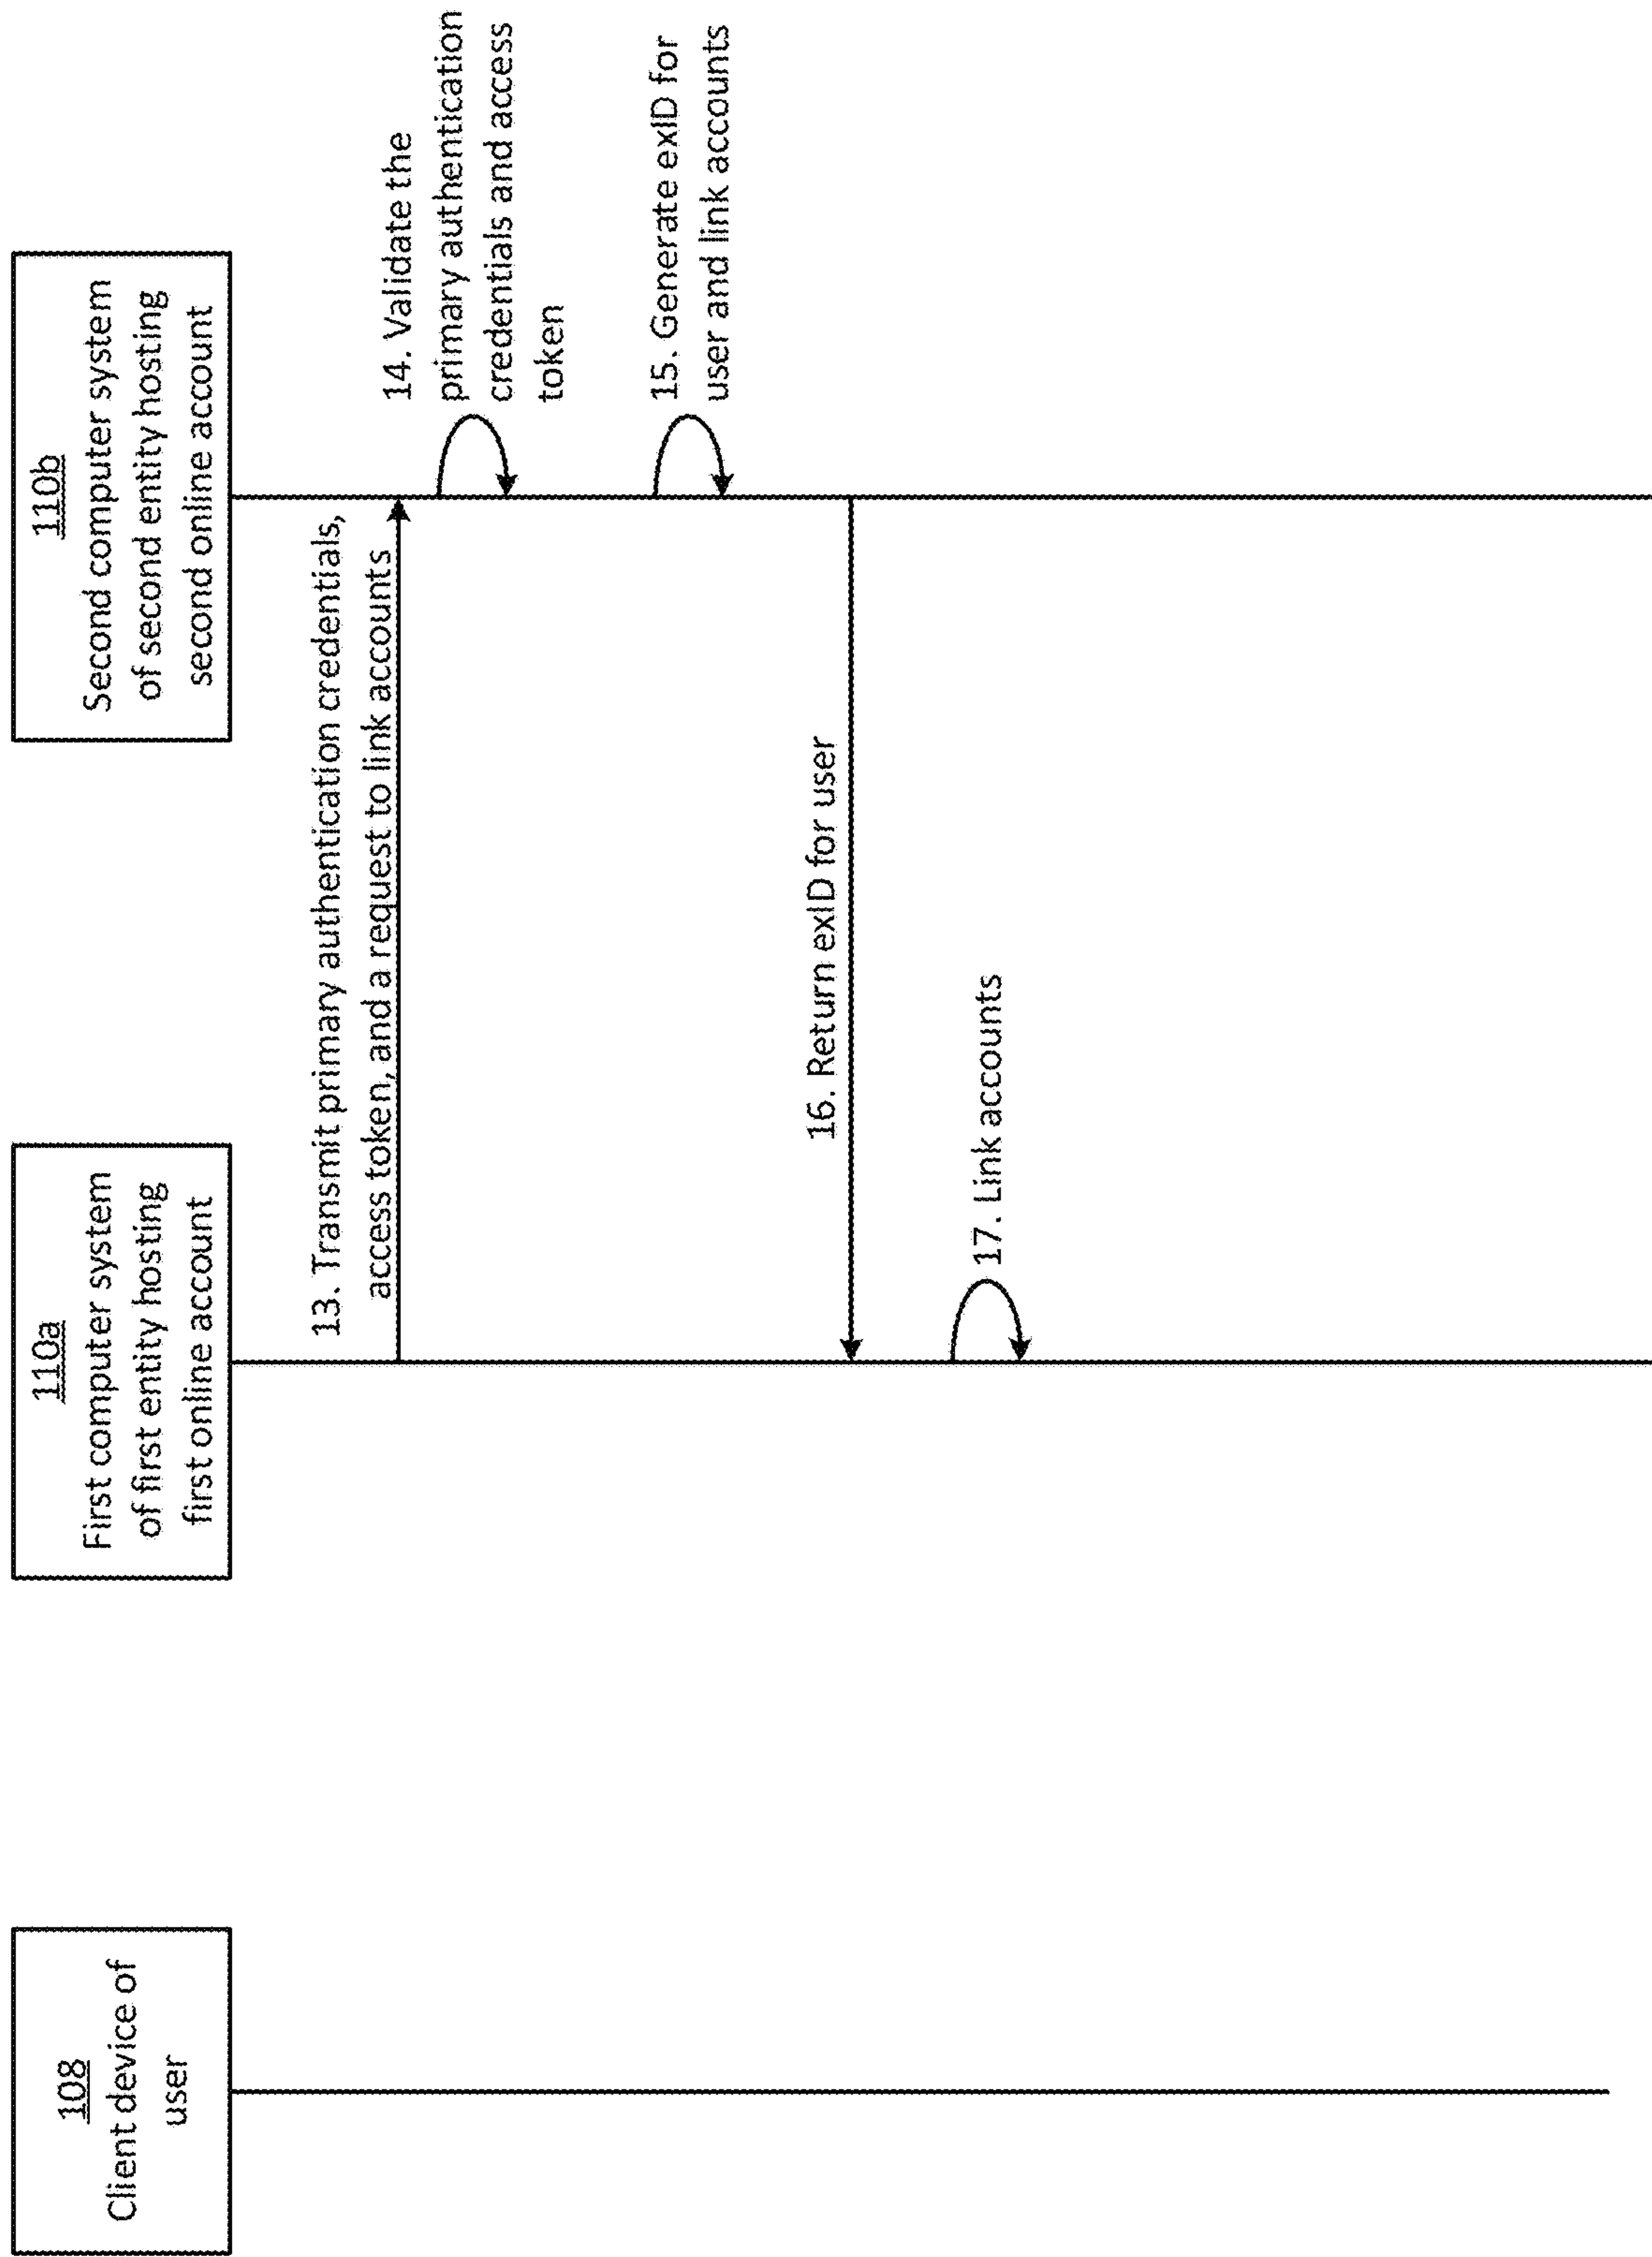 108
Client device of
user
110a
First computer system
of first entity hosting
first online account
110b
Second computer system
of second entity hosting
second online account
13. Transmit primary authentication credentials,
access token, and a request to link accounts
14. Validate the
primary authentication
credentials and access
token
15. Generate exID for
user and link accounts
16. Return exID for user
17. Link accounts